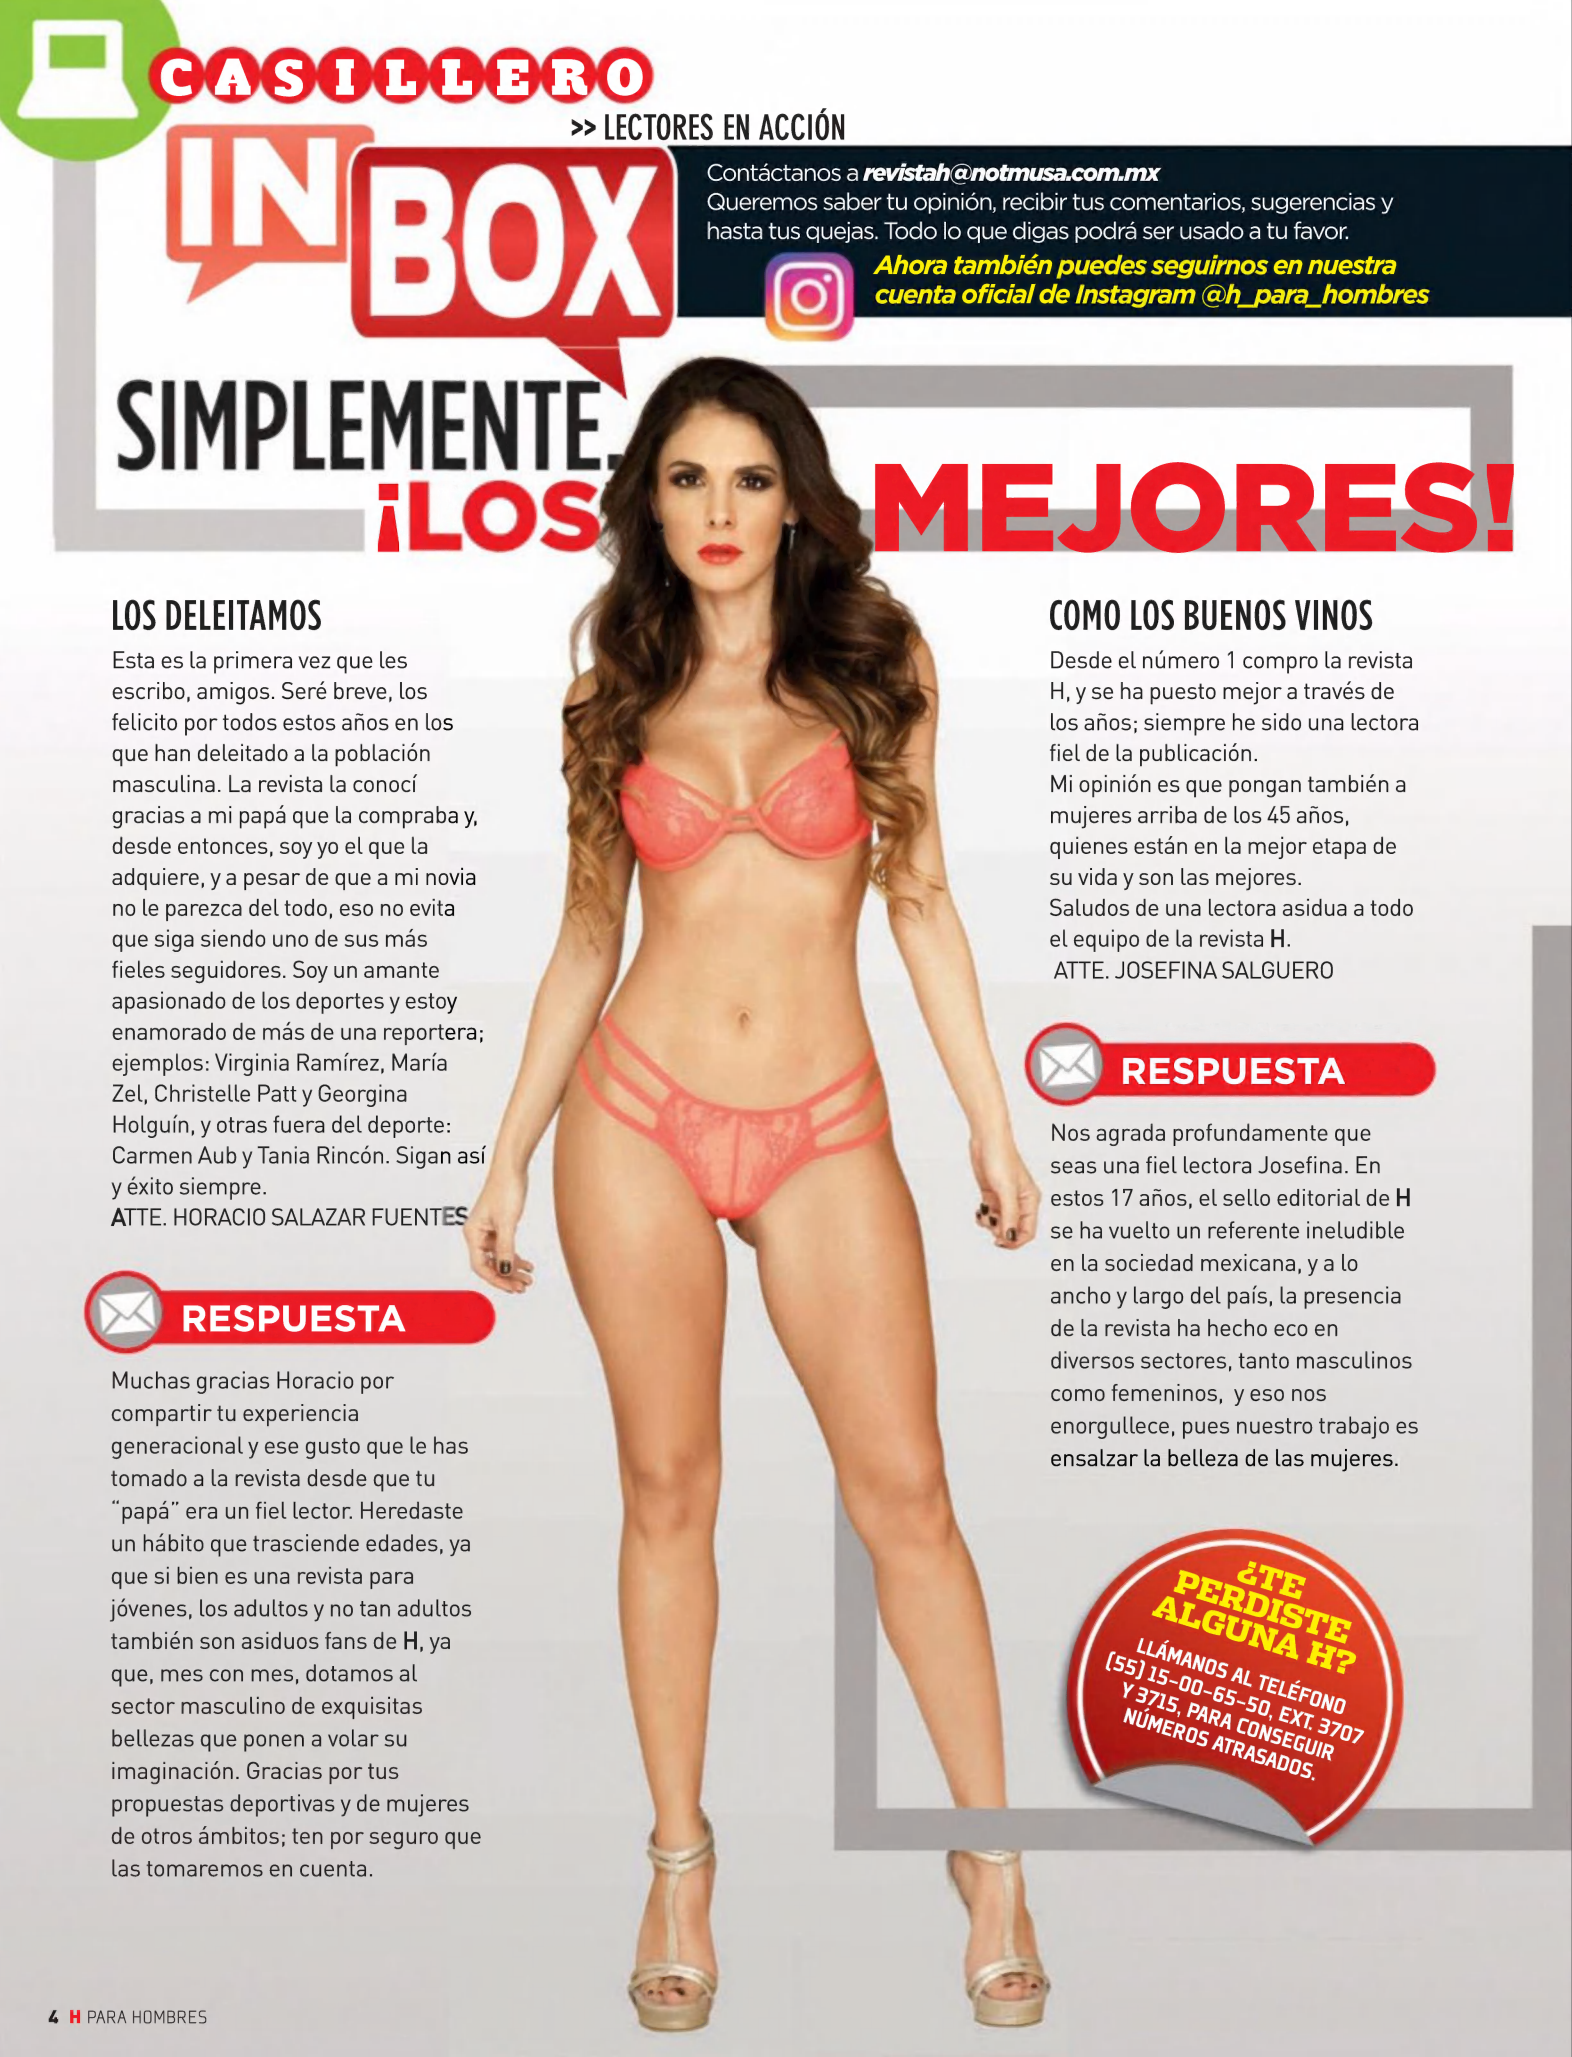 CASILLERO
IN BOX
>> LECTORES EN ACCIÓN
Contáctanos a revistah@notmusa.com.mx
Queremos saber tu opinión, recibir tus comentarios, sugerencias y
hasta tus quejas. Todo lo que digas podrá ser usado a tu favor.
Ahora también puedes seguirnos en nuestra
cuenta oficial de Instagram @h_para_hombres
SIMPLEMENTE.
¡LOS MEJORES!
LOS DELEITAMOS
Esta es la primera vez que les
escribo, amigos. Seré breve, los
felicito por todos estos años en los
que han deleitado a la población
masculina. La revista la conocí
gracias a mi papá que la compraba y,
desde entonces, soy yo el que la
adquiere, y a pesar de que a mi novia
no le parezca del todo, eso no evita
que siga siendo uno de sus más
fieles seguidores. Soy un amante
apasionado de los deportes y estoy
enamorado de más de una reportera;
ejemplos: Virginia Ramírez, María
Zel, Christelle Patt y Georgina
Holguín, y otras fuera del deporte:
Carmen Aub y Tania Rincón. Sigan así
y éxito siempre.
ATTE. HORACIO SALAZAR FUENTES
RESPUESTA
Muchas gracias Horacio por
compartir tu experiencia
generacional y ese gusto que le has
tomado a la revista desde que tu
“papá” era un fiel lector. Heredaste
un hábito que trasciende edades, ya
que si bien es una revista para
jóvenes, los adultos y no tan adultos
también son asiduos fans de H, ya
que, mes con mes, dotamos al
sector masculino de exquisitas
bellezas que ponen a volar su
imaginación. Gracias por tus
propuestas deportivas y de mujeres
de otros ámbitos; ten por seguro que
las tomaremos en cuenta.
COMO LOS BUENOS VINOS
Desde el número 1 compro la revista
H, y se ha puesto mejor a través de
los años; siempre he sido una lectora
fiel de la publicación.
Mi opinión es que pongan también a
mujeres arriba de los 45 años,
quienes están en la mejor etapa de
su vida y son las mejores.
Saludos de una lectora asidua a todo
el equipo de la revista H.
ATTE. JOSEFINA SALGUERO
RESPUESTA
Nos agrada profundamente que
seas una fiel lectora Josefina. En
estos 17 años, el sello editorial de H
se ha vuelto un referente ineludible
en la sociedad mexicana, y a lo
ancho y largo del país, la presencia
de la revista ha hecho eco en
diversos sectores, tanto masculinos
como femeninos, y eso nos
enorgullece, pues nuestro trabajo es
ensalzar la belleza de las mujeres.
¿TE
PERDISTE
ALGUNA H?
LLÁMANOS AL TELÉFONO
(55) 15-00-65-50, EXT. 3707
Y 3715, PARA CONSEGUIR
NÚMEROS ATRASADOS.
4 H PARA HOMBRES